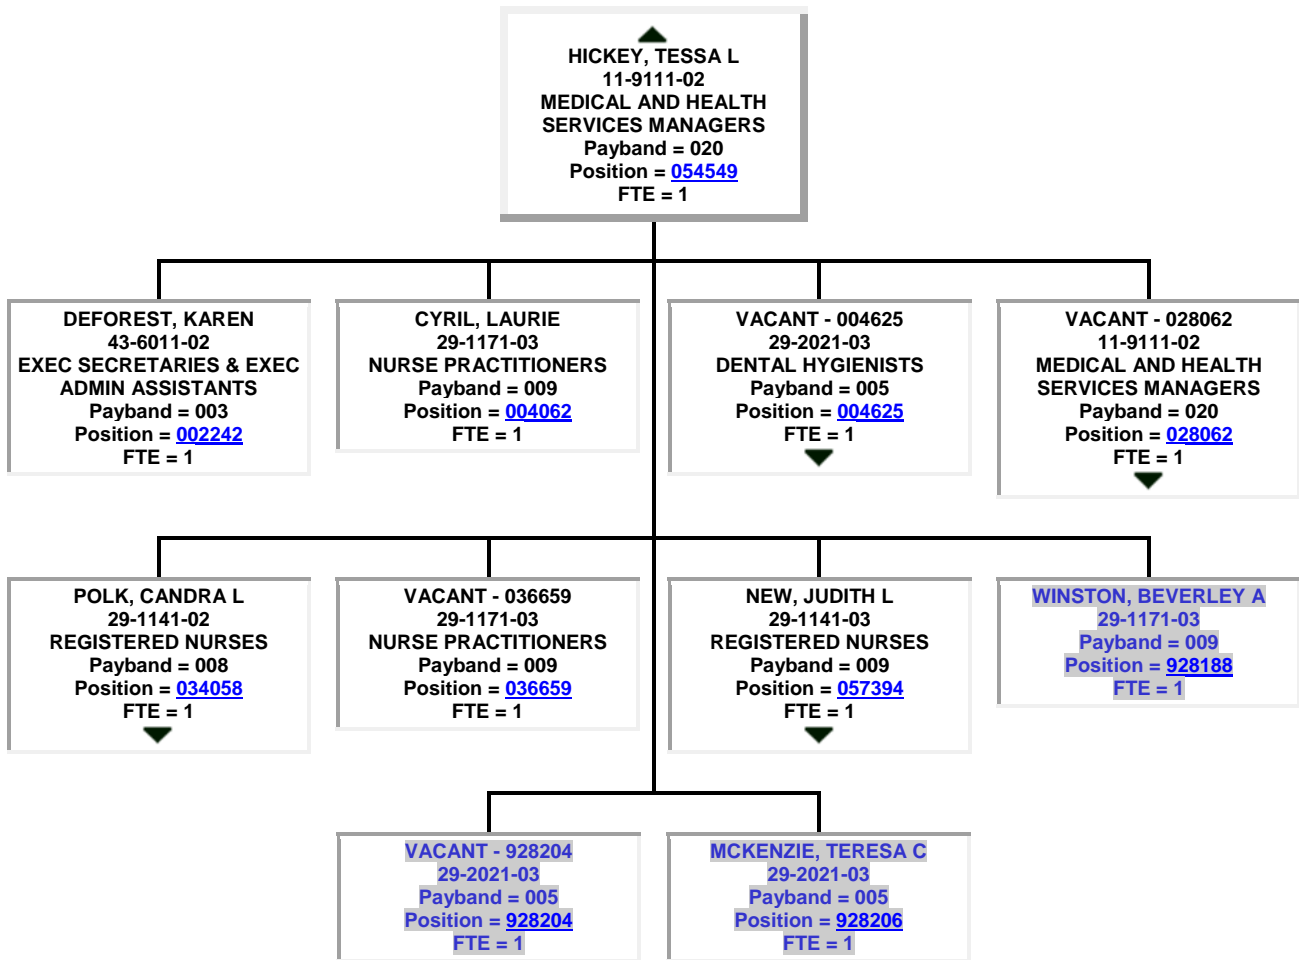 HICKEY, TESSA L
11-9111-02
MEDICAL AND HEALTH
SERVICES MANAGERS
Payband = 020
Position = 054549
FTE = 1
DEFOREST, KAREN
43-6011-02
EXEC SECRETARIES & EXEC
ADMIN ASSISTANTS
Payband = 003
Position = 002242
FTE = 1
CYRIL, LAURIE
29-1171-03
NURSE PRACTITIONERS
Payband = 009
Position = 004062
FTE = 1
VACANT - 004625
29-2021-03
DENTAL HYGIENISTS
Payband = 005
Position = 004625
FTE = 1
VACANT - 028062
11-9111-02
MEDICAL AND HEALTH
SERVICES MANAGERS
Payband = 020
Position = 028062
FTE = 1
POLK, CANDRA L
29-1141-02
REGISTERED NURSES
Payband = 008
Position = 034058
FTE = 1
VACANT - 036659
29-1171-03
NURSE PRACTITIONERS
Payband = 009
Position = 036659
FTE = 1
NEW, JUDITH L
29-1141-03
REGISTERED NURSES
Payband = 009
Position = 057394
FTE = 1
WINSTON, BEVERLEY A
29-1171-03
Payband = 009
Position = 928188
FTE = 1
VACANT - 928204
29-2021-03
Payband = 005
Position = 928204
FTE = 1
MCKENZIE, TERESA C
29-2021-03
Payband = 005
Position = 928206
FTE = 1